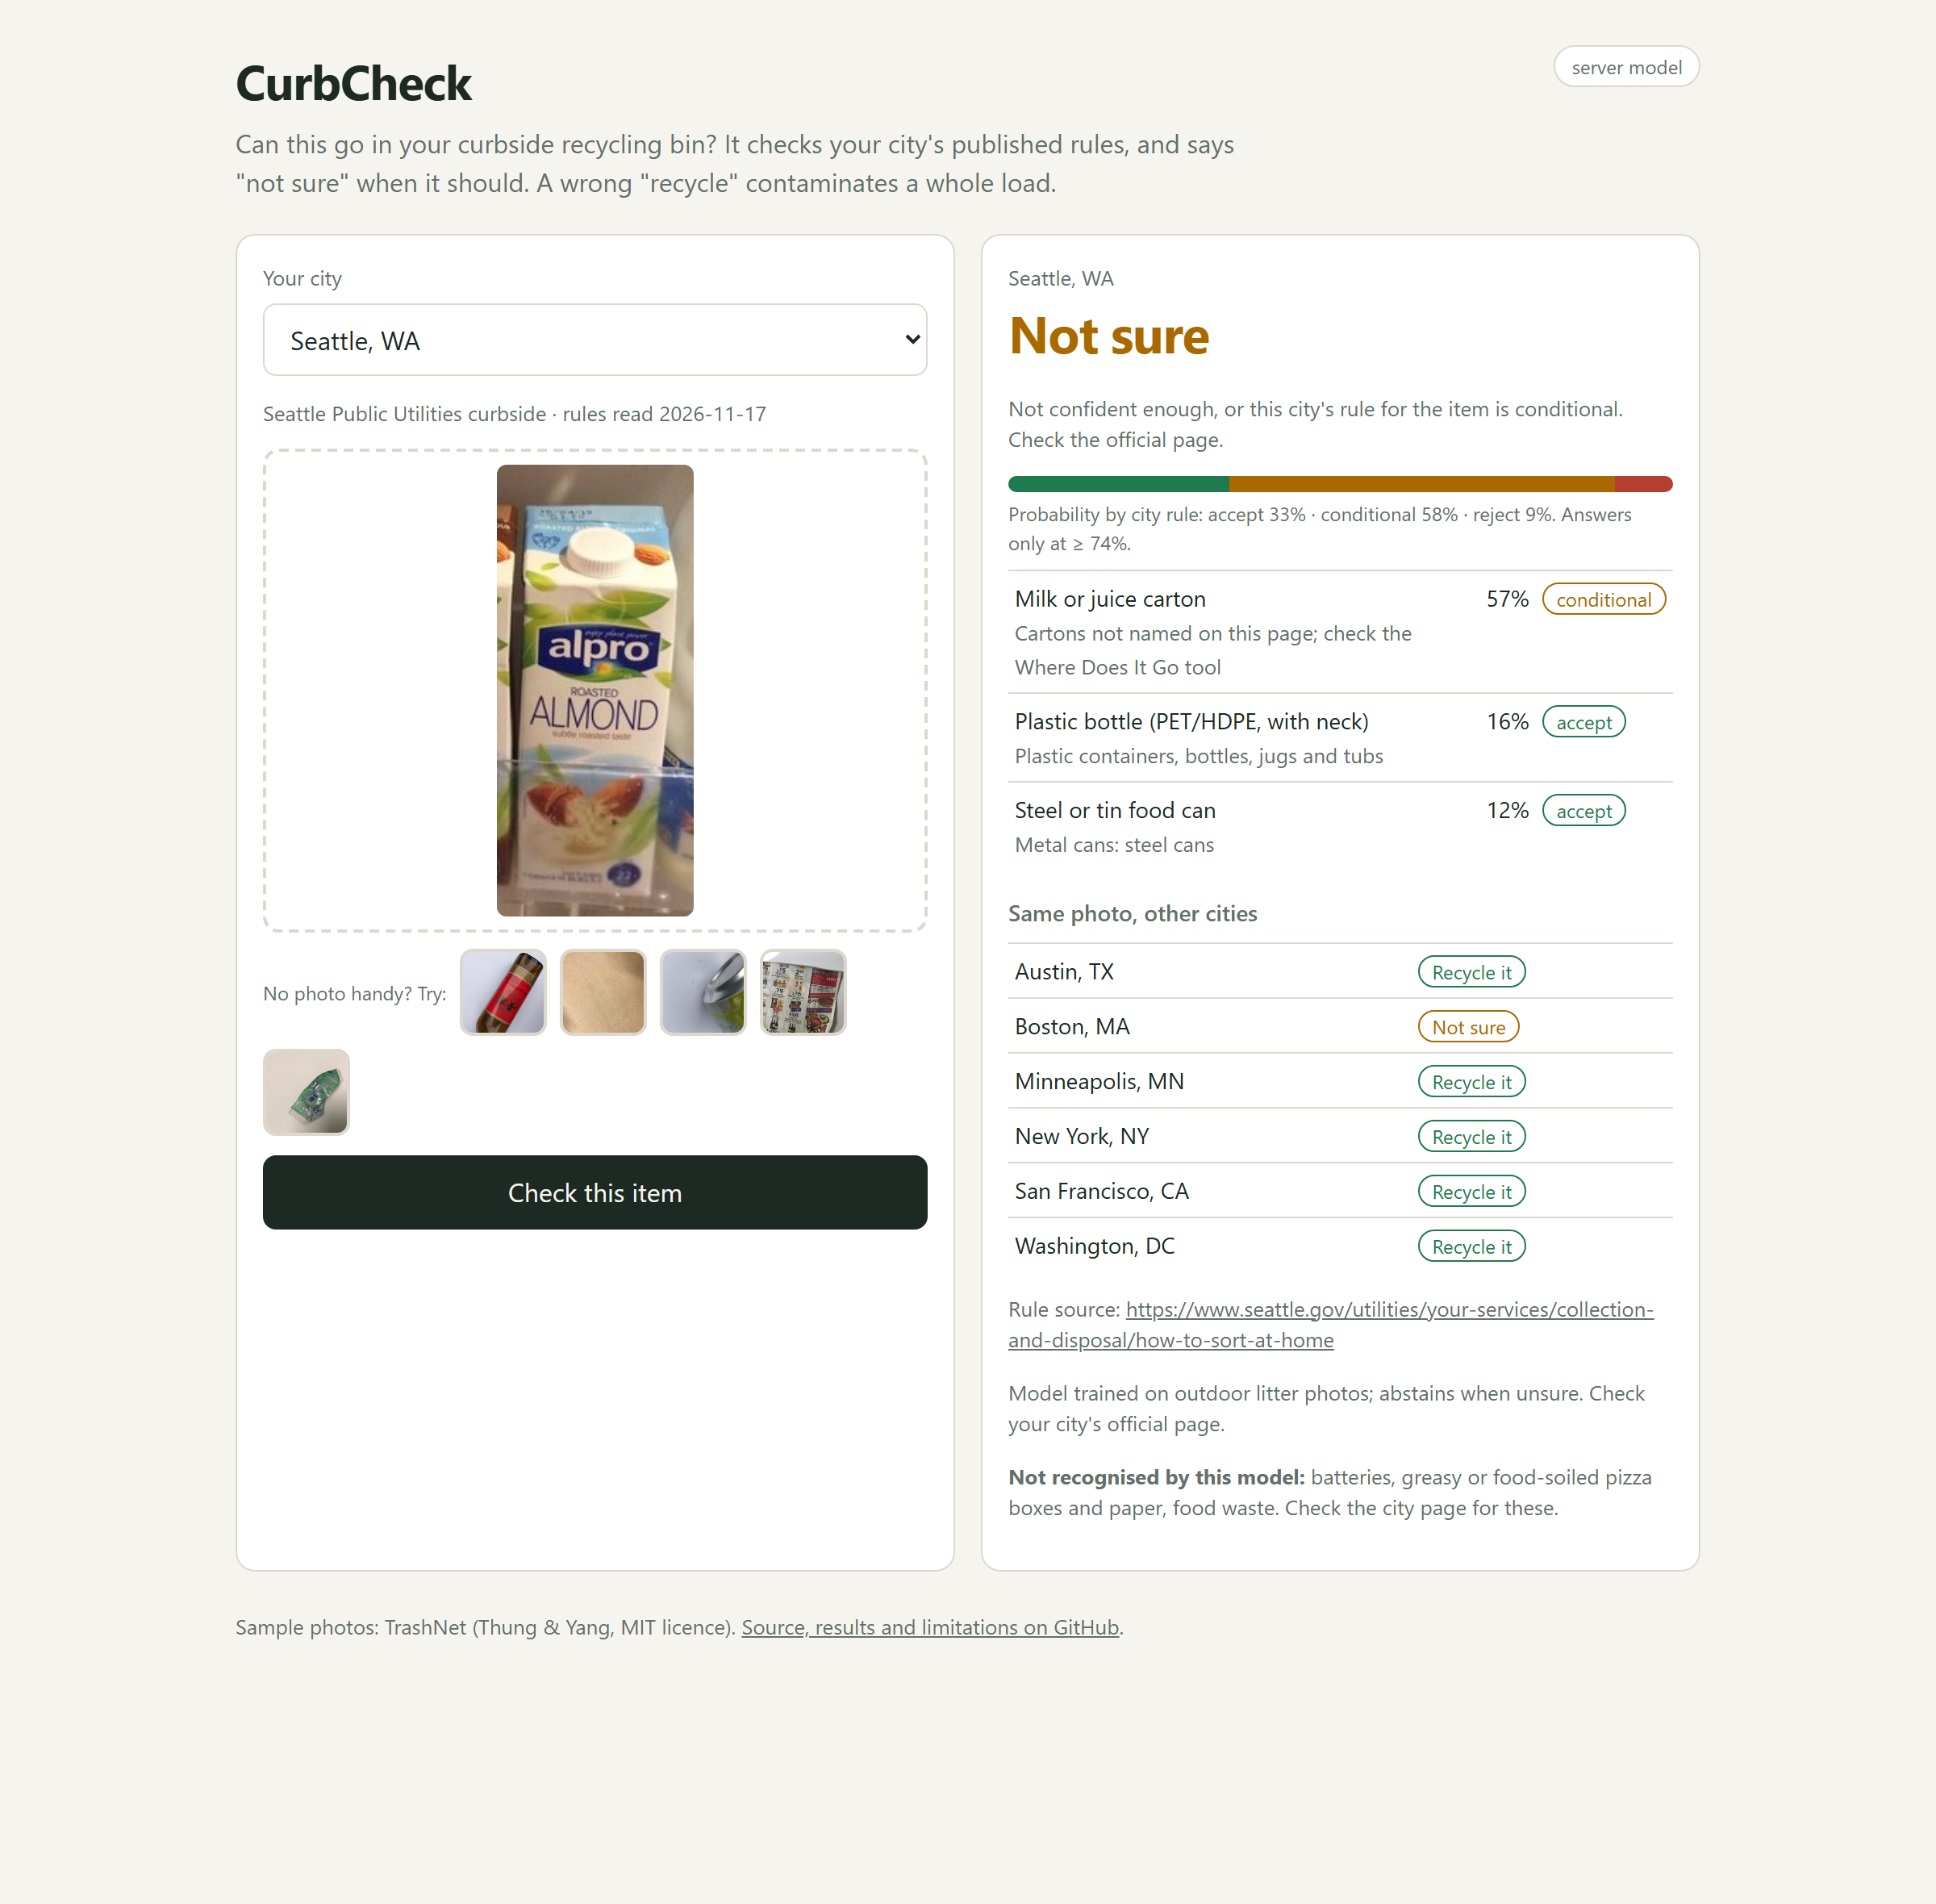 CurbCheck
server model
Can this go in your curbside recycling bin? It checks your city's published rules, and says
"not sure" when it should. A wrong "recycle" contaminates a whole load.
Your city
Seattle, WA
Seattle Public Utilities curbside · rules read 2026-11-17
enjoy plant power
alpro
ROASTED
ALMOND
subtle roasted taste
No photo handy? Try:
Check this item
Seattle, WA
Not sure
Not confident enough, or this city's rule for the item is conditional.
Check the official page.
Probability by city rule: accept 33% · conditional 58% · reject 9%. Answers
only at ≥ 74%.
Milk or juice carton 57% conditional
Cartons not named on this page; check the
Where Does It Go tool
Plastic bottle (PET/HDPE, with neck) 16% accept
Plastic containers, bottles, jugs and tubs
Steel or tin food can 12% accept
Metal cans: steel cans
Same photo, other cities
Austin, TX Recycle it
Boston, MA Not sure
Minneapolis, MN Recycle it
New York, NY Recycle it
San Francisco, CA Recycle it
Washington, DC Recycle it
Rule source: https://www.seattle.gov/utilities/your-services/collection-
and-disposal/how-to-sort-at-home
Model trained on outdoor litter photos; abstains when unsure. Check
your city's official page.
Not recognised by this model: batteries, greasy or food-soiled pizza
boxes and paper, food waste. Check the city page for these.
Sample photos: TrashNet (Thung & Yang, MIT licence). Source, results and limitations on GitHub.